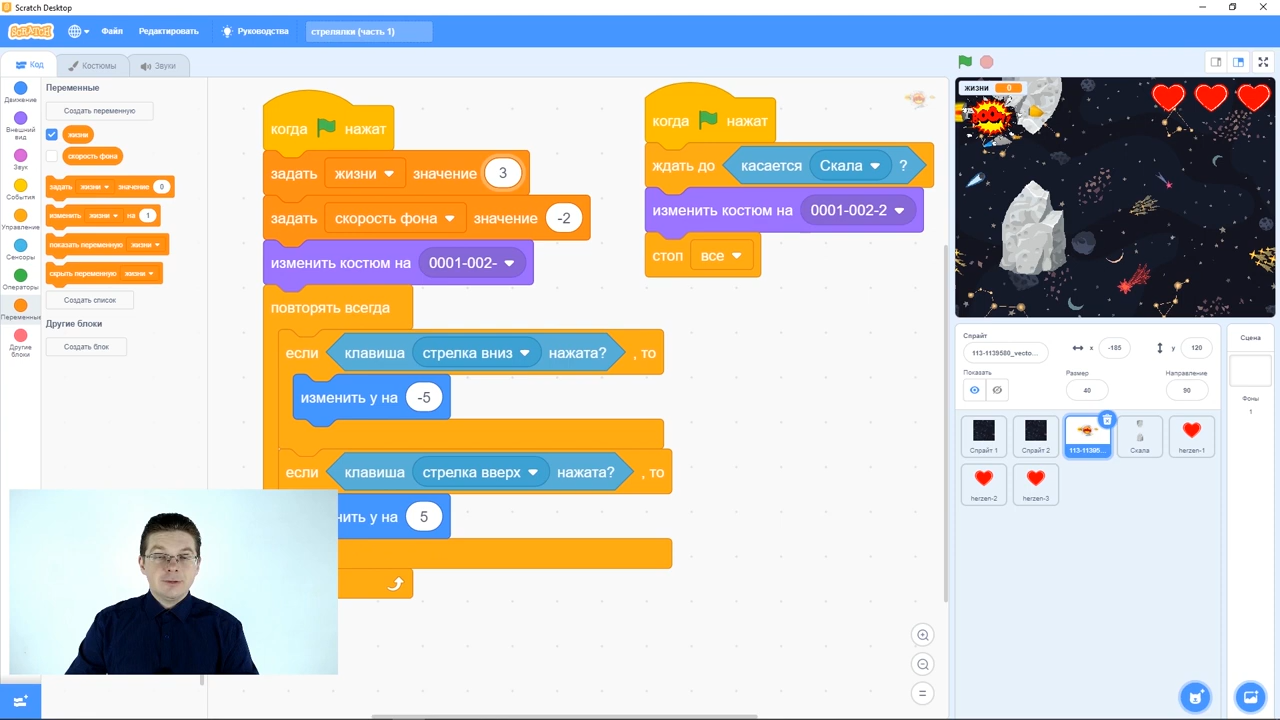 Scratch Desktop
SCRATCH
Файл
Редактировать
Руководства
стрелялки (часть 1)
Код
Костюмы
Звуки
Движение
Внешний вид
Звук
События
Управление
Сенсоры
Операторы
Переменные
Другие блоки
Переменные
Создать переменную
жизни
скорость фона
задать жизни значение 0
изменить жизни на 1
показать переменную жизни
скрыть переменную жизни
Создать список
Другие блоки
Создать блок
когда нажат
задать жизни значение 3
задать скорость фона значение -2
изменить костюм на 0001-002-
повторять всегда
если клавиша стрелка вниз нажата? , то
изменить y на -5
если клавиша стрелка вверх нажата? , то
нить y на 5
когда нажат
ждать до касается Скала ?
изменить костюм на 0001-002-2
стоп все
жизни 0
BOOM
Спрайт
113-1139580_vecto...
x -185
y 120
Показать
Размер
40
Направление
90
Спрайт 1
Спрайт 2
113-11395...
Скала
herzen-1
herzen-2
herzen-3
Сцена
Фоны
1